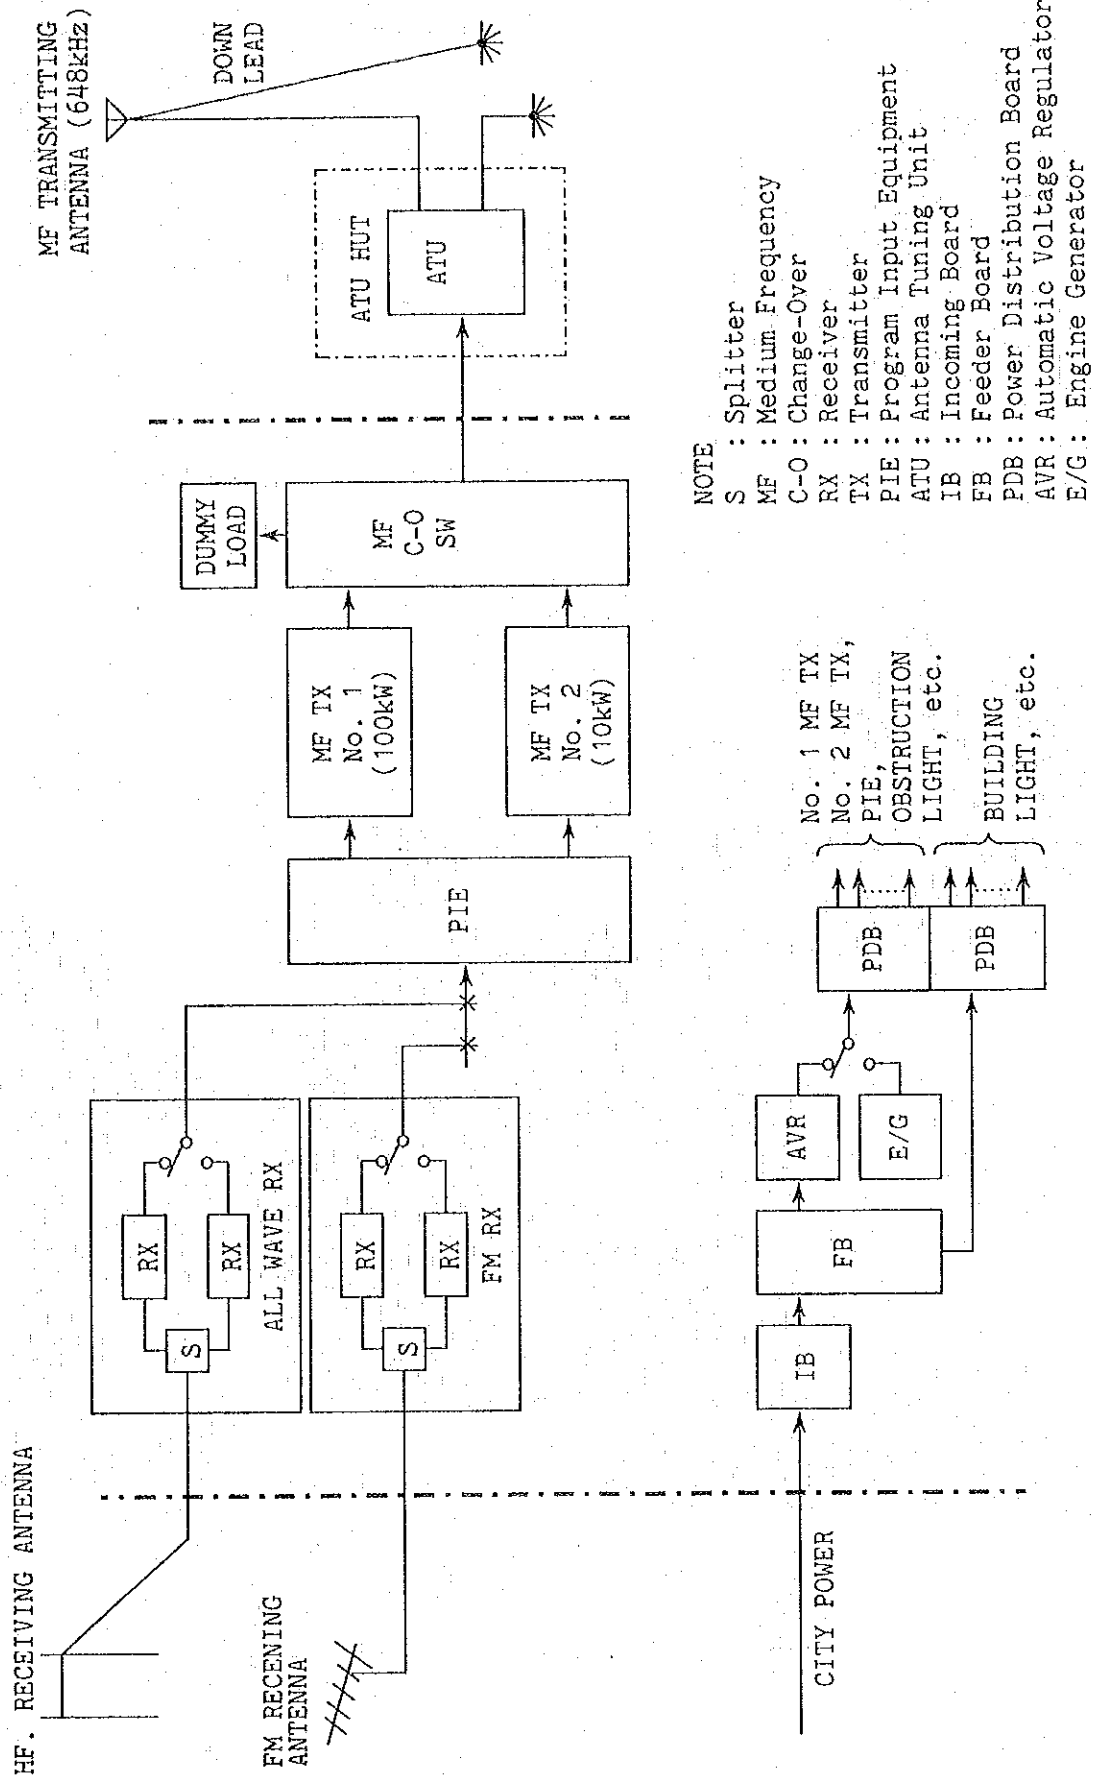 HF. RECEIVING ANTENNA
FM RECENING
ANTENNA
S
RX
RX
ALL WAVE RX
S
RX
RX
FM RX
PIE
MF TX
No. 1
(100kW)
MF TX
No. 2
(10kW)
DUMMY
LOAD
MF
C-O
SW
ATU HUT
ATU
MF TRANSMITTING
ANTENNA (648kHz)
DOWN
LEAD
CITY POWER
IB
FB
AVR
E/G
PDB
PDB
No. 1 MF TX
No. 2 MF TX,
PIE,
OBSTRUCTION
LIGHT, etc.
BUILDING
LIGHT, etc.
NOTE
S : Splitter
MF : Medium Frequency
C-O : Change-Over
RX : Receiver
TX : Transmitter
PIE : Program Input Equipment
ATU : Antenna Tuning Unit
IB : Incoming Board
FB : Feeder Board
PDB : Power Distribution Board
AVR : Automatic Voltage Regulator
E/G : Engine Generator